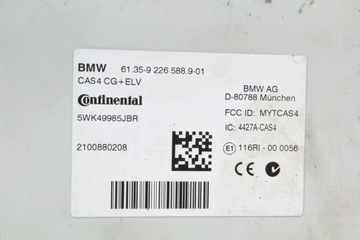 BMW 61.35-9 226 588.9-01
CAS4 CG+ELV
Continental
5WK49985JBR
2100880208
BMW AG
D-80788 München
FCC ID: MYTCAS4
IC: 4427A-CAS4
E1 116RI - 00 0056
CE